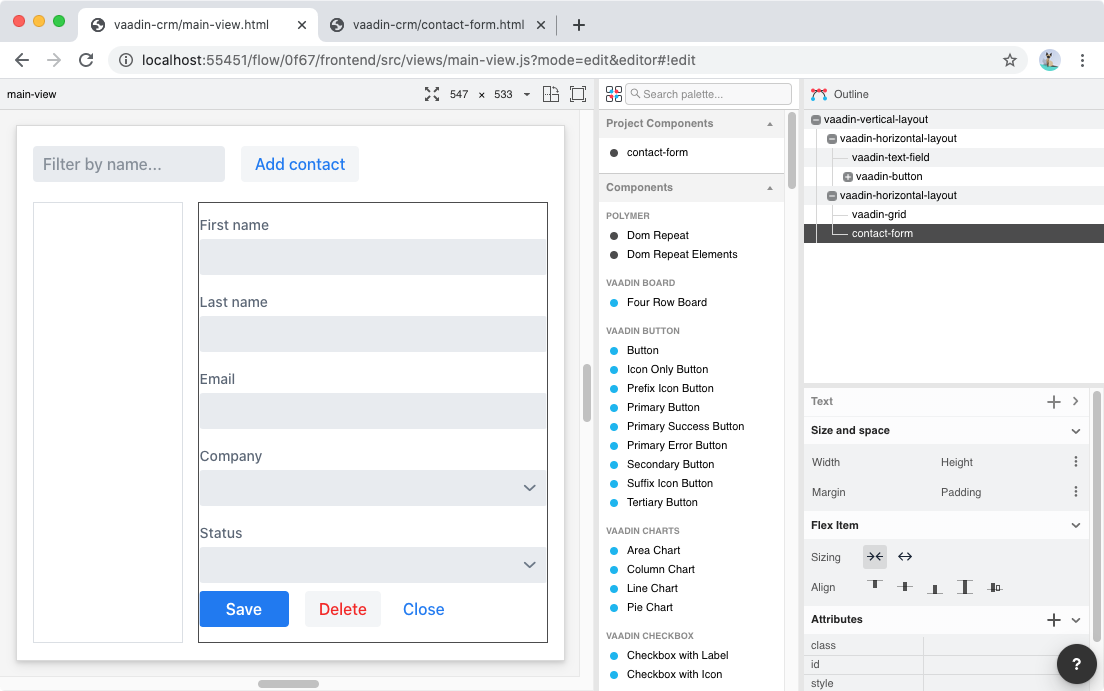 vaadin-crm/main-view.html
vaadin-crm/contact-form.html
localhost:55451/flow/0f67/frontend/src/views/main-view.js?mode=edit&editor#!edit
main-view
547 × 533
Filter by name...
Add contact
First name
Last name
Email
Company
Status
Save
Delete
Close
Search palette...
Project Components
contact-form
Components
POLYMER
Dom Repeat
Dom Repeat Elements
VAADIN BOARD
Four Row Board
VAADIN BUTTON
Button
Icon Only Button
Prefix Icon Button
Primary Button
Primary Success Button
Primary Error Button
Secondary Button
Suffix Icon Button
Tertiary Button
VAADIN CHARTS
Area Chart
Column Chart
Line Chart
Pie Chart
VAADIN CHECKBOX
Checkbox with Label
Checkbox with Icon
Outline
vaadin-vertical-layout
vaadin-horizontal-layout
vaadin-text-field
vaadin-button
vaadin-horizontal-layout
vaadin-grid
contact-form
Text
Size and space
Width Height
Margin Padding
Flex Item
Sizing
Align
Attributes
class
id
style
?